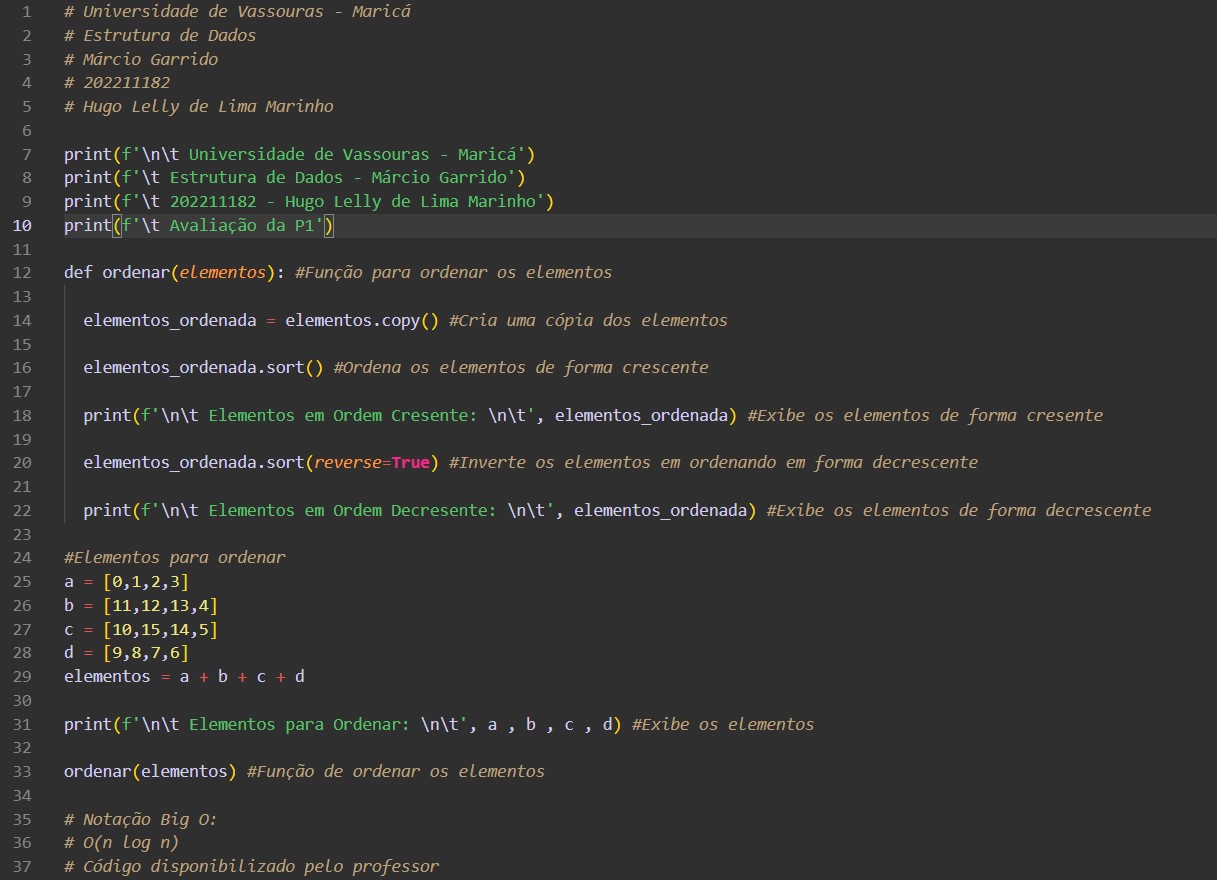 1 # Universidade de Vassouras - Maricá
2 # Estrutura de Dados
3 # Márcio Garrido
4 # 202211182
5 # Hugo Lelly de Lima Marinho
6
7 print(f'\n\t Universidade de Vassouras - Maricá')
8 print(f'\t Estrutura de Dados - Márcio Garrido')
9 print(f'\t 202211182 - Hugo Lelly de Lima Marinho')
10 print(f'\t Avaliação da P1')
11
12 def ordenar(elementos): #Função para ordenar os elementos
13
14 elementos_ordenada = elementos.copy() #Cria uma cópia dos elementos
15
16 elementos_ordenada.sort() #Ordena os elementos de forma crescente
17
18 print(f'\n\t Elementos em Ordem Cresente: \n\t', elementos_ordenada) #Exibe os elementos de forma cresente
19
20 elementos_ordenada.sort(reverse=True) #Inverte os elementos em ordenando em forma decrescente
21
22 print(f'\n\t Elementos em Ordem Decresente: \n\t', elementos_ordenada) #Exibe os elementos de forma decrescente
23
24 #Elementos para ordenar
25 a = [0,1,2,3]
26 b = [11,12,13,4]
27 c = [10,15,14,5]
28 d = [9,8,7,6]
29 elementos = a + b + c + d
30
31 print(f'\n\t Elementos para Ordenar: \n\t', a , b , c , d) #Exibe os elementos
32
33 ordenar(elementos) #Função de ordenar os elementos
34
35 # Notação Big O:
36 # O(n log n)
37 # Código disponibilizado pelo professor